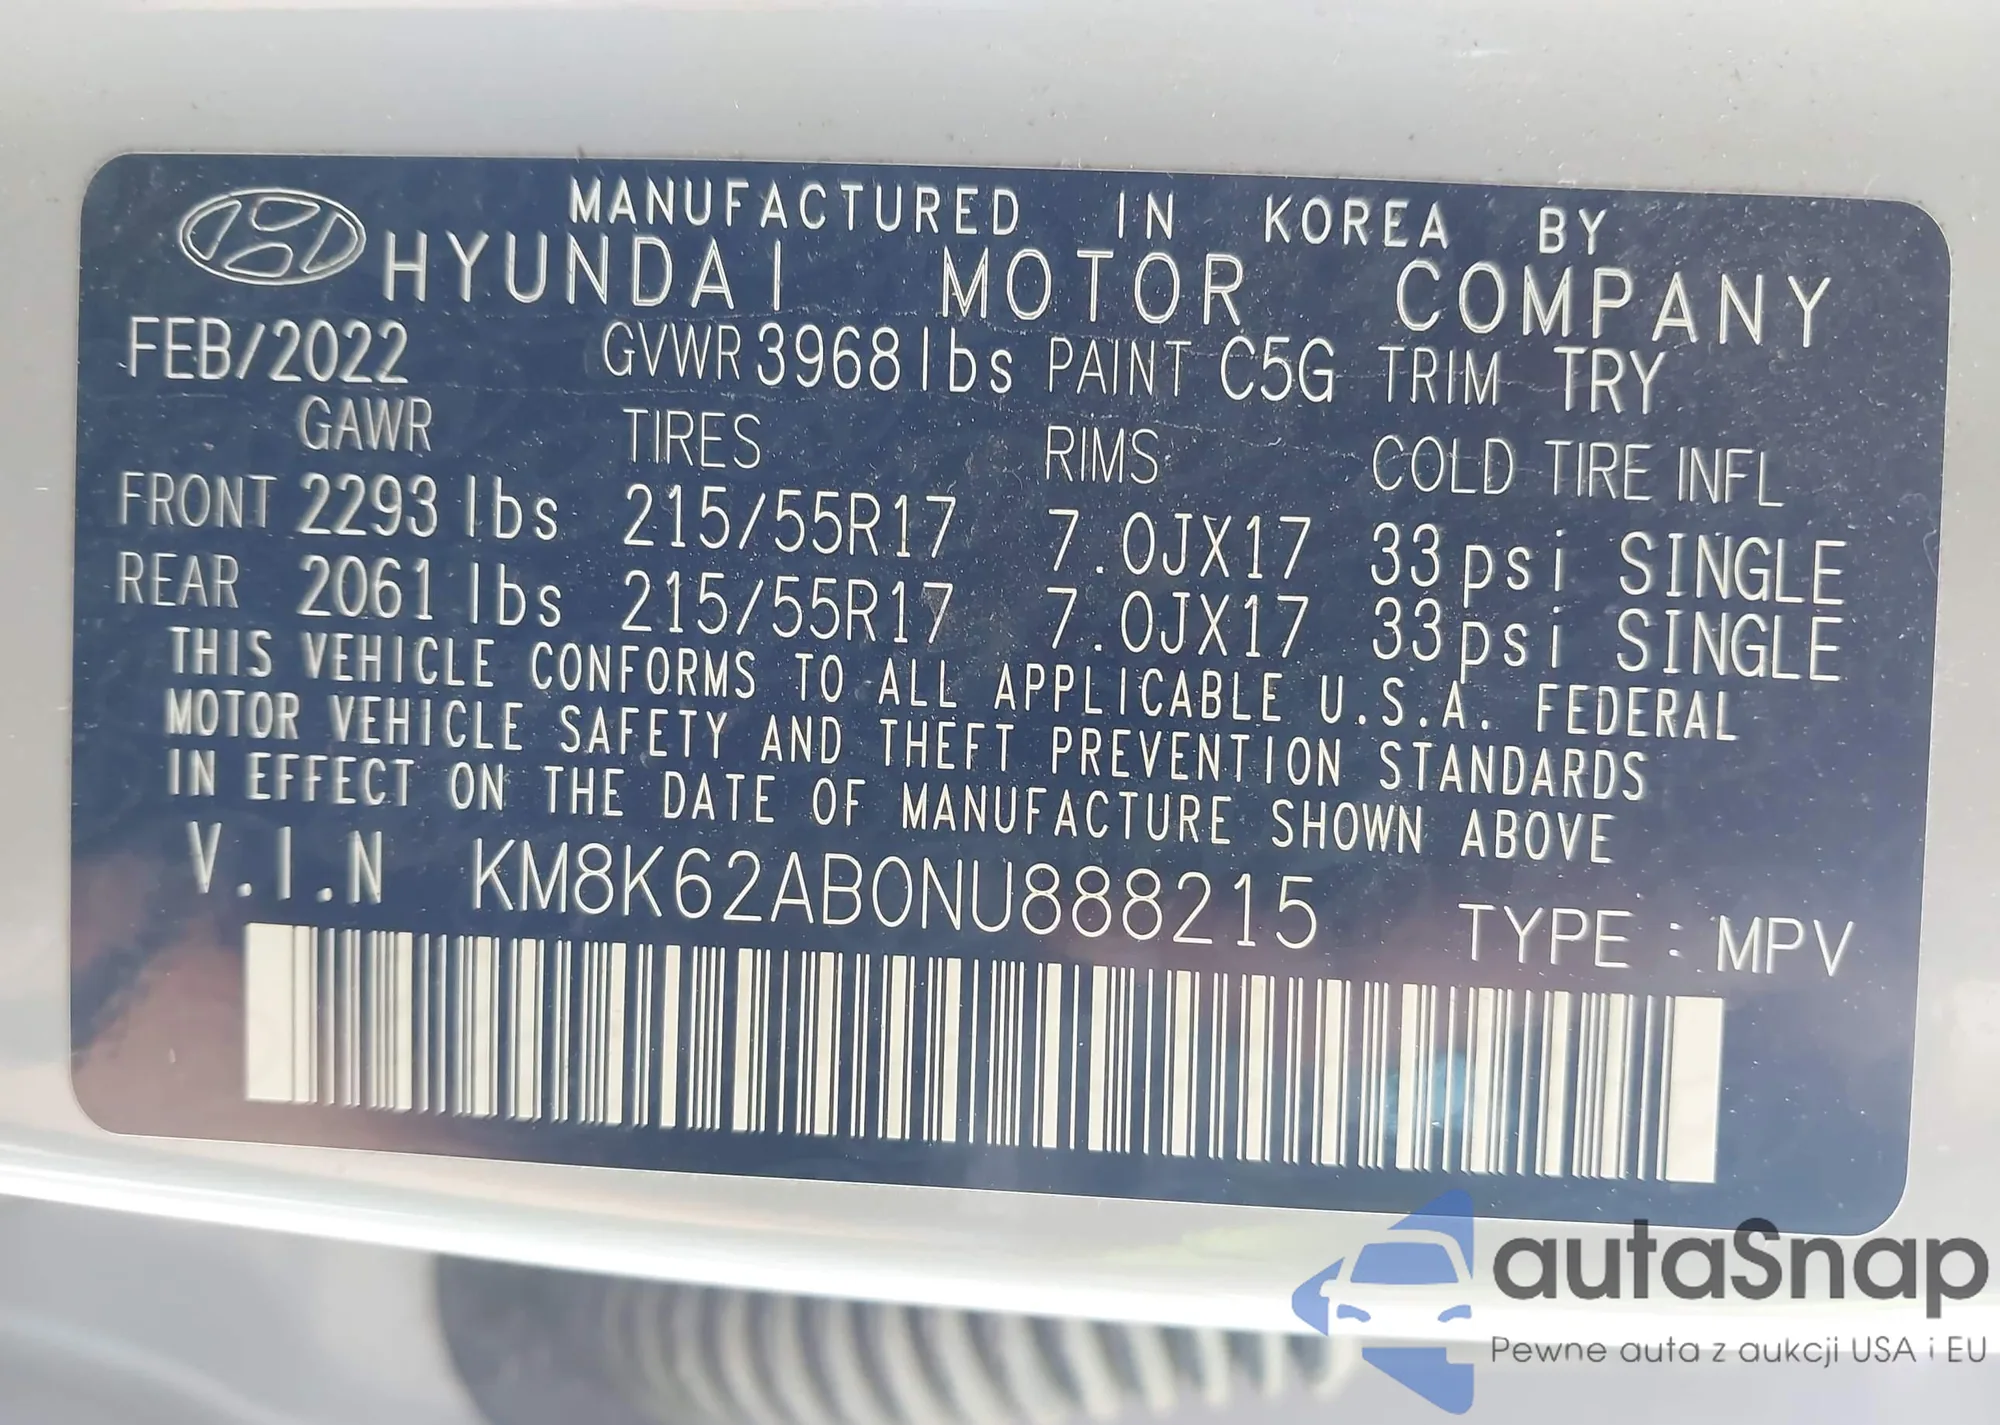 MANUFACTURED IN KOREA BY
HYUNDAI MOTOR COMPANY
FEB/2022 GVWR 3968 lbs PAINT C5G TRIM TRY
GAWR TIRES RIMS COLD TIRE INFL
FRONT 2293 lbs 215/55R17 7.0JX17 33psi SINGLE
REAR 2061 lbs 215/55R17 7.0JX17 33psi SINGLE
THIS VEHICLE CONFORMS TO ALL APPLICABLE U.S.A. FEDERAL
MOTOR VEHICLE SAFETY AND THEFT PREVENTION STANDARDS
IN EFFECT ON THE DATE OF MANUFACTURE SHOWN ABOVE
V.I.N KM8K62AB0NU888215 TYPE : MPV
autaSnap
Pewne auta z aukcji USA i EU